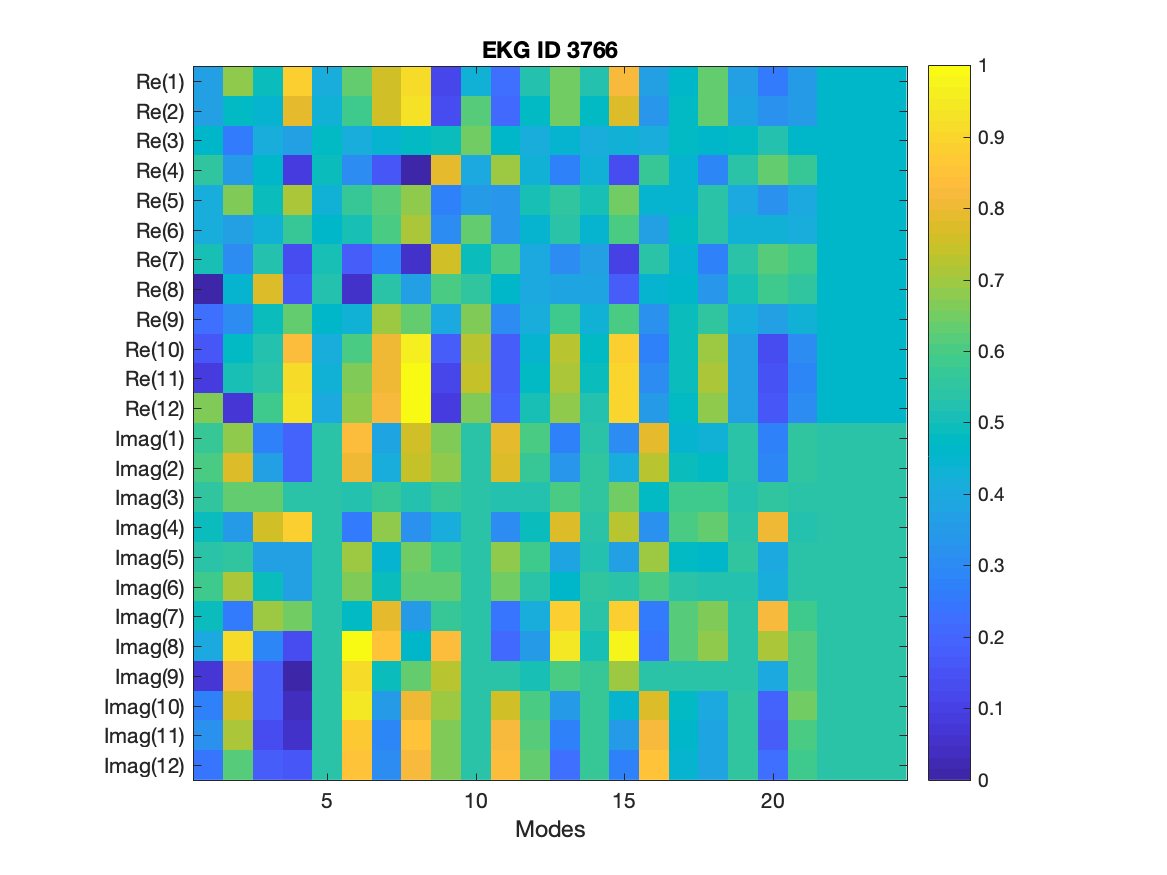 EKG ID 3766
Re(1)
Re(2)
Re(3)
Re(4)
Re(5)
Re(6)
Re(7)
Re(8)
Re(9)
Re(10)
Re(11)
Re(12)
Imag(1)
Imag(2)
Imag(3)
Imag(4)
Imag(5)
Imag(6)
Imag(7)
Imag(8)
Imag(9)
Imag(10)
Imag(11)
Imag(12)
5 10 15 20
Modes
1
0.9
0.8
0.7
0.6
0.5
0.4
0.3
0.2
0.1
0